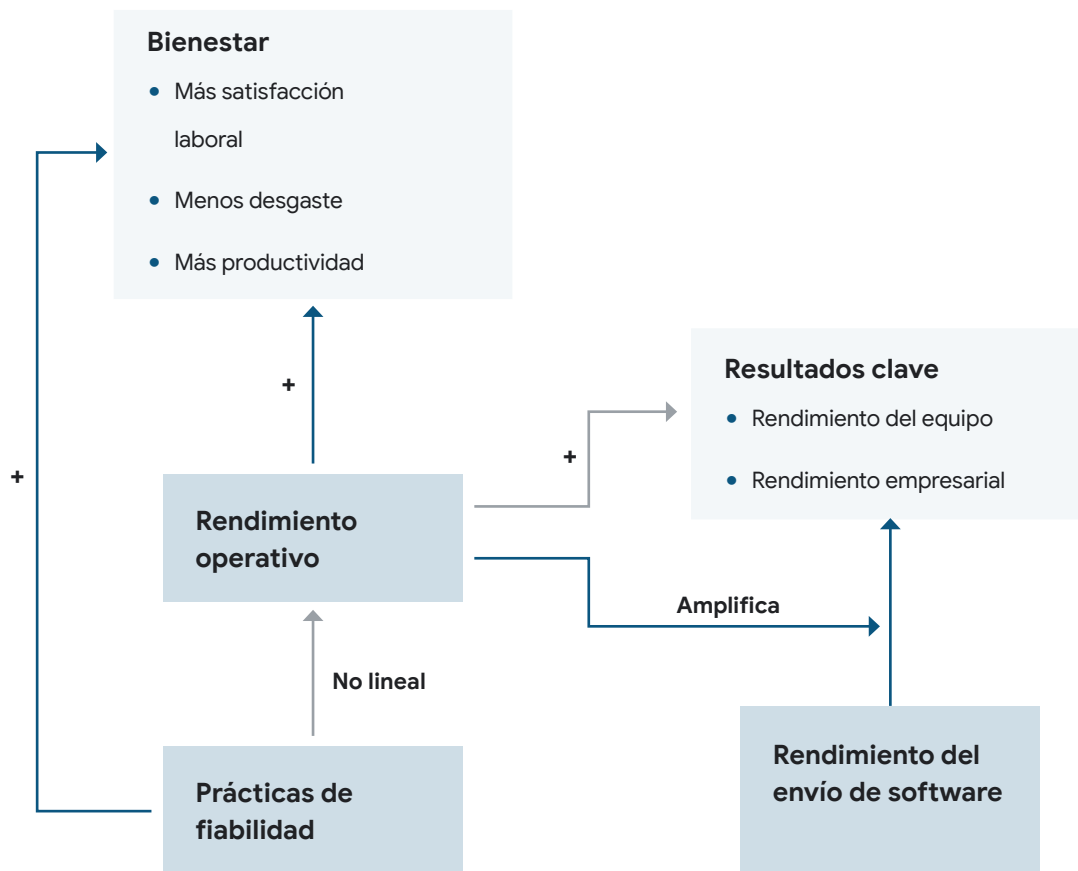 Bienestar
Más satisfacción
laboral
Menos desgaste
Más productividad
+
+
Resultados clave
Rendimiento del equipo
Rendimiento empresarial
+
Rendimiento
operativo
Amplifica
No lineal
Prácticas de
fiabilidad
Rendimiento del
envío de software